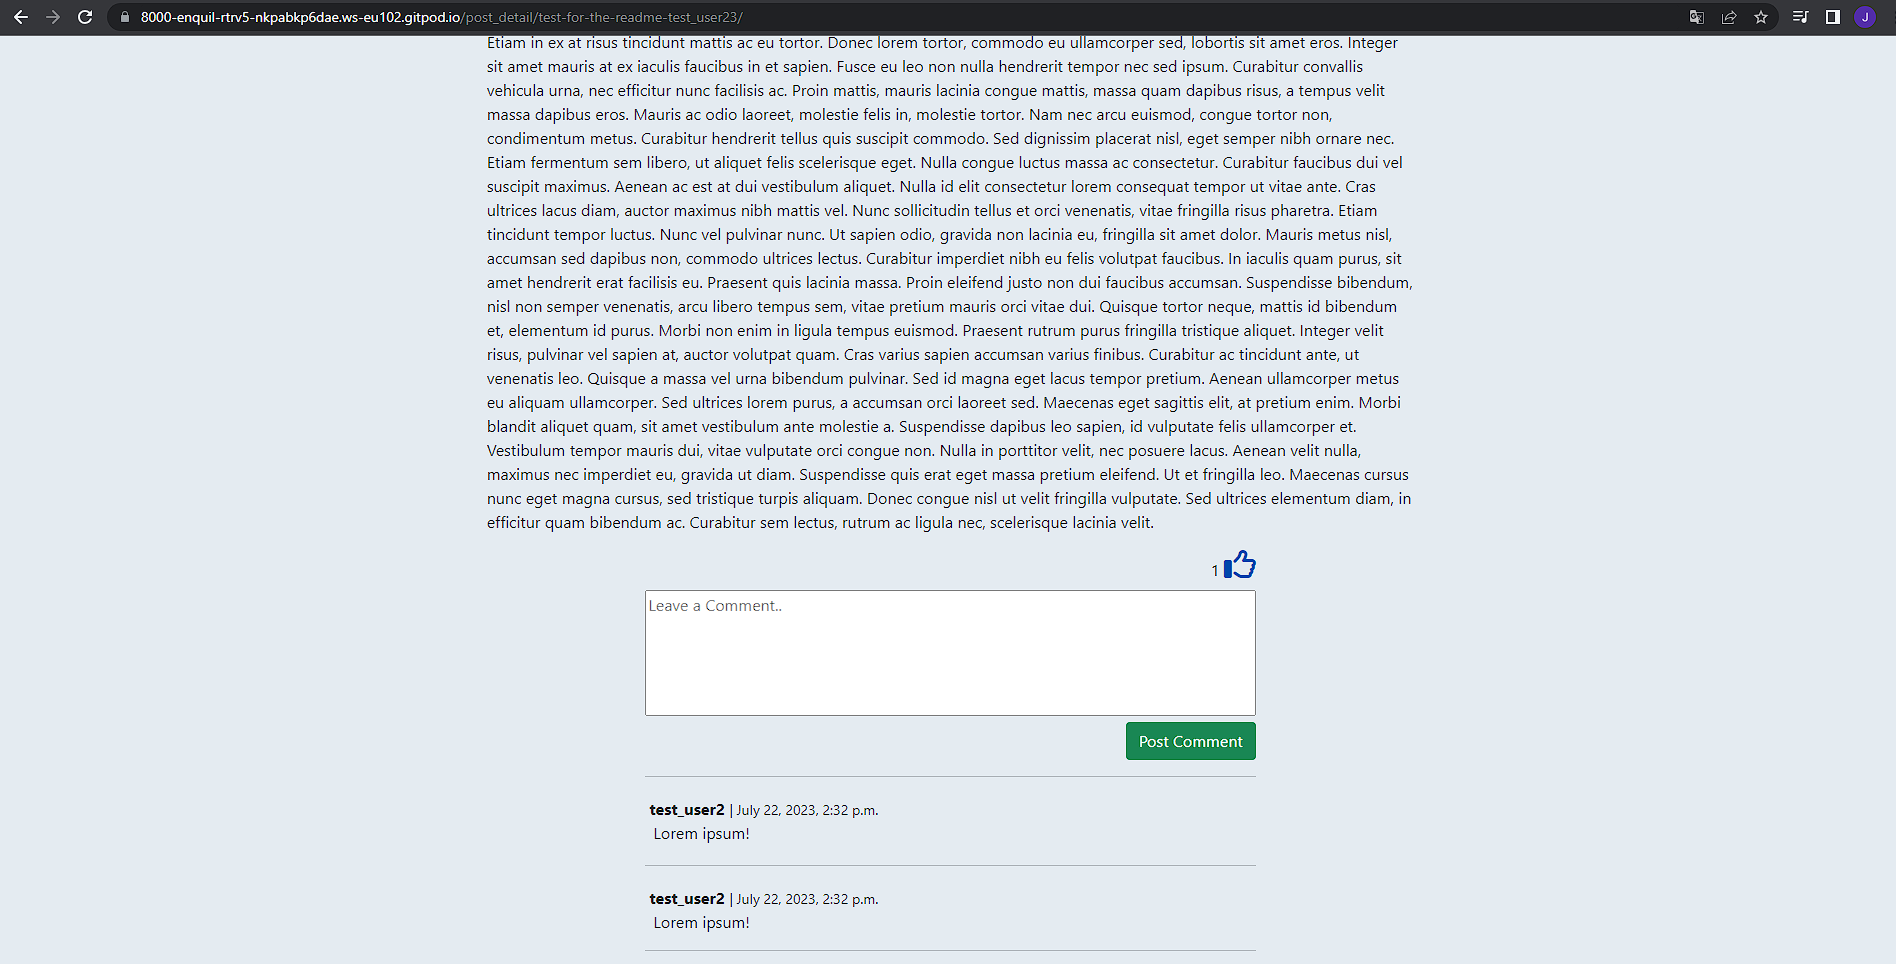 8000-enquil-rtrv5-nkpabkp6dae.ws-eu102.gitpod.io/post_detail/test-for-the-readme-test_user23/
J
Etiam in ex at risus tincidunt mattis ac eu tortor. Donec lorem tortor, commodo eu ullamcorper sed, lobortis sit amet eros. Integer
sit amet mauris at ex iaculis faucibus in et sapien. Fusce eu leo non nulla hendrerit tempor nec sed ipsum. Curabitur convallis
vehicula urna, nec efficitur nunc facilisis ac. Proin mattis, mauris lacinia congue mattis, massa quam dapibus risus, a tempus velit
massa dapibus eros. Mauris ac odio laoreet, molestie felis in, molestie tortor. Nam nec arcu euismod, congue tortor non,
condimentum metus. Curabitur hendrerit tellus quis suscipit commodo. Sed dignissim placerat nisl, eget semper nibh ornare nec.
Etiam fermentum sem libero, ut aliquet felis scelerisque eget. Nulla congue luctus massa ac consectetur. Curabitur faucibus dui vel
suscipit maximus. Aenean ac est at dui vestibulum aliquet. Nulla id elit consectetur lorem consequat tempor ut vitae ante. Cras
ultrices lacus diam, auctor maximus nibh mattis vel. Nunc sollicitudin tellus et orci venenatis, vitae fringilla risus pharetra. Etiam
tincidunt tempor luctus. Nunc vel pulvinar nunc. Ut sapien odio, gravida non lacinia eu, fringilla sit amet dolor. Mauris metus nisl,
accumsan sed dapibus non, commodo ultrices lectus. Curabitur imperdiet nibh eu felis volutpat faucibus. In iaculis quam purus, sit
amet hendrerit erat facilisis eu. Praesent quis lacinia massa. Proin eleifend justo non dui faucibus accumsan. Suspendisse bibendum,
nisl non semper venenatis, arcu libero tempus sem, vitae pretium mauris orci vitae dui. Quisque tortor neque, mattis id bibendum
et, elementum id purus. Morbi non enim in ligula tempus euismod. Praesent rutrum purus fringilla tristique aliquet. Integer velit
risus, pulvinar vel sapien at, auctor volutpat quam. Cras varius sapien accumsan varius finibus. Curabitur ac tincidunt ante, ut
venenatis leo. Quisque a massa vel urna bibendum pulvinar. Sed id magna eget lacus tempor pretium. Aenean ullamcorper metus
eu aliquam ullamcorper. Sed ultrices lorem purus, a accumsan orci laoreet sed. Maecenas eget sagittis elit, at pretium enim. Morbi
blandit aliquet quam, sit amet vestibulum ante molestie a. Suspendisse dapibus leo sapien, id vulputate felis ullamcorper et.
Vestibulum tempor mauris dui, vitae vulputate orci congue non. Nulla in porttitor velit, nec posuere lacus. Aenean velit nulla,
maximus nec imperdiet eu, gravida ut diam. Suspendisse quis erat eget massa pretium eleifend. Ut et fringilla leo. Maecenas cursus
nunc eget magna cursus, sed tristique turpis aliquam. Donec congue nisl ut velit fringilla vulputate. Sed ultrices elementum diam, in
efficitur quam bibendum ac. Curabitur sem lectus, rutrum ac ligula nec, scelerisque lacinia velit.
1
Leave a Comment..
Post Comment
test_user2 | July 22, 2023, 2:32 p.m.
Lorem ipsum!
test_user2 | July 22, 2023, 2:32 p.m.
Lorem ipsum!